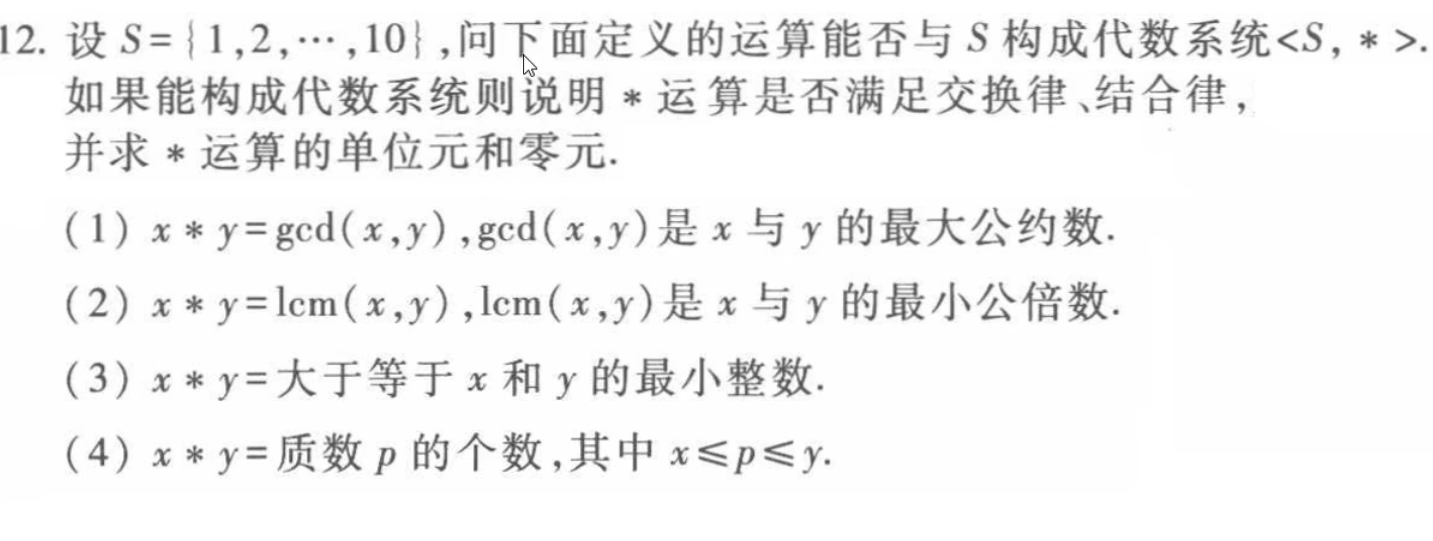 12. 设 S={1,2,⋯,10},问下面定义的运算能否与 S 构成代数系统<S, * >.
如果能构成代数系统则说明 * 运算是否满足交换律、结合律,
并求 * 运算的单位元和零元.
(1) x * y=gcd(x,y),gcd(x,y)是 x 与 y 的最大公约数.
(2) x * y=lcm(x,y),lcm(x,y)是 x 与 y 的最小公倍数.
(3) x * y=大于等于 x 和 y 的最小整数.
(4) x * y=质数 p 的个数,其中 x⩽p⩽y.